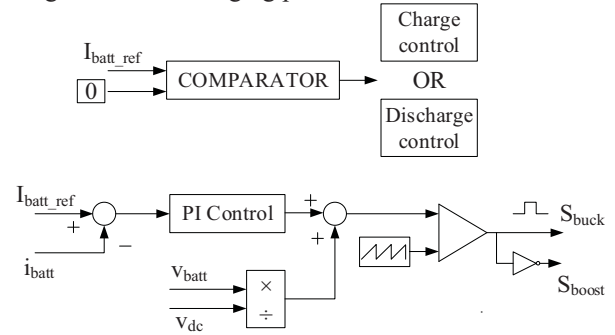 Charge
control
I_batt_ref
0
COMPARATOR
OR
Discharge
control
I_batt_ref
+
−
i_batt
PI Control
+
+
v_batt
v_dc
×
÷
S_buck
S_boost